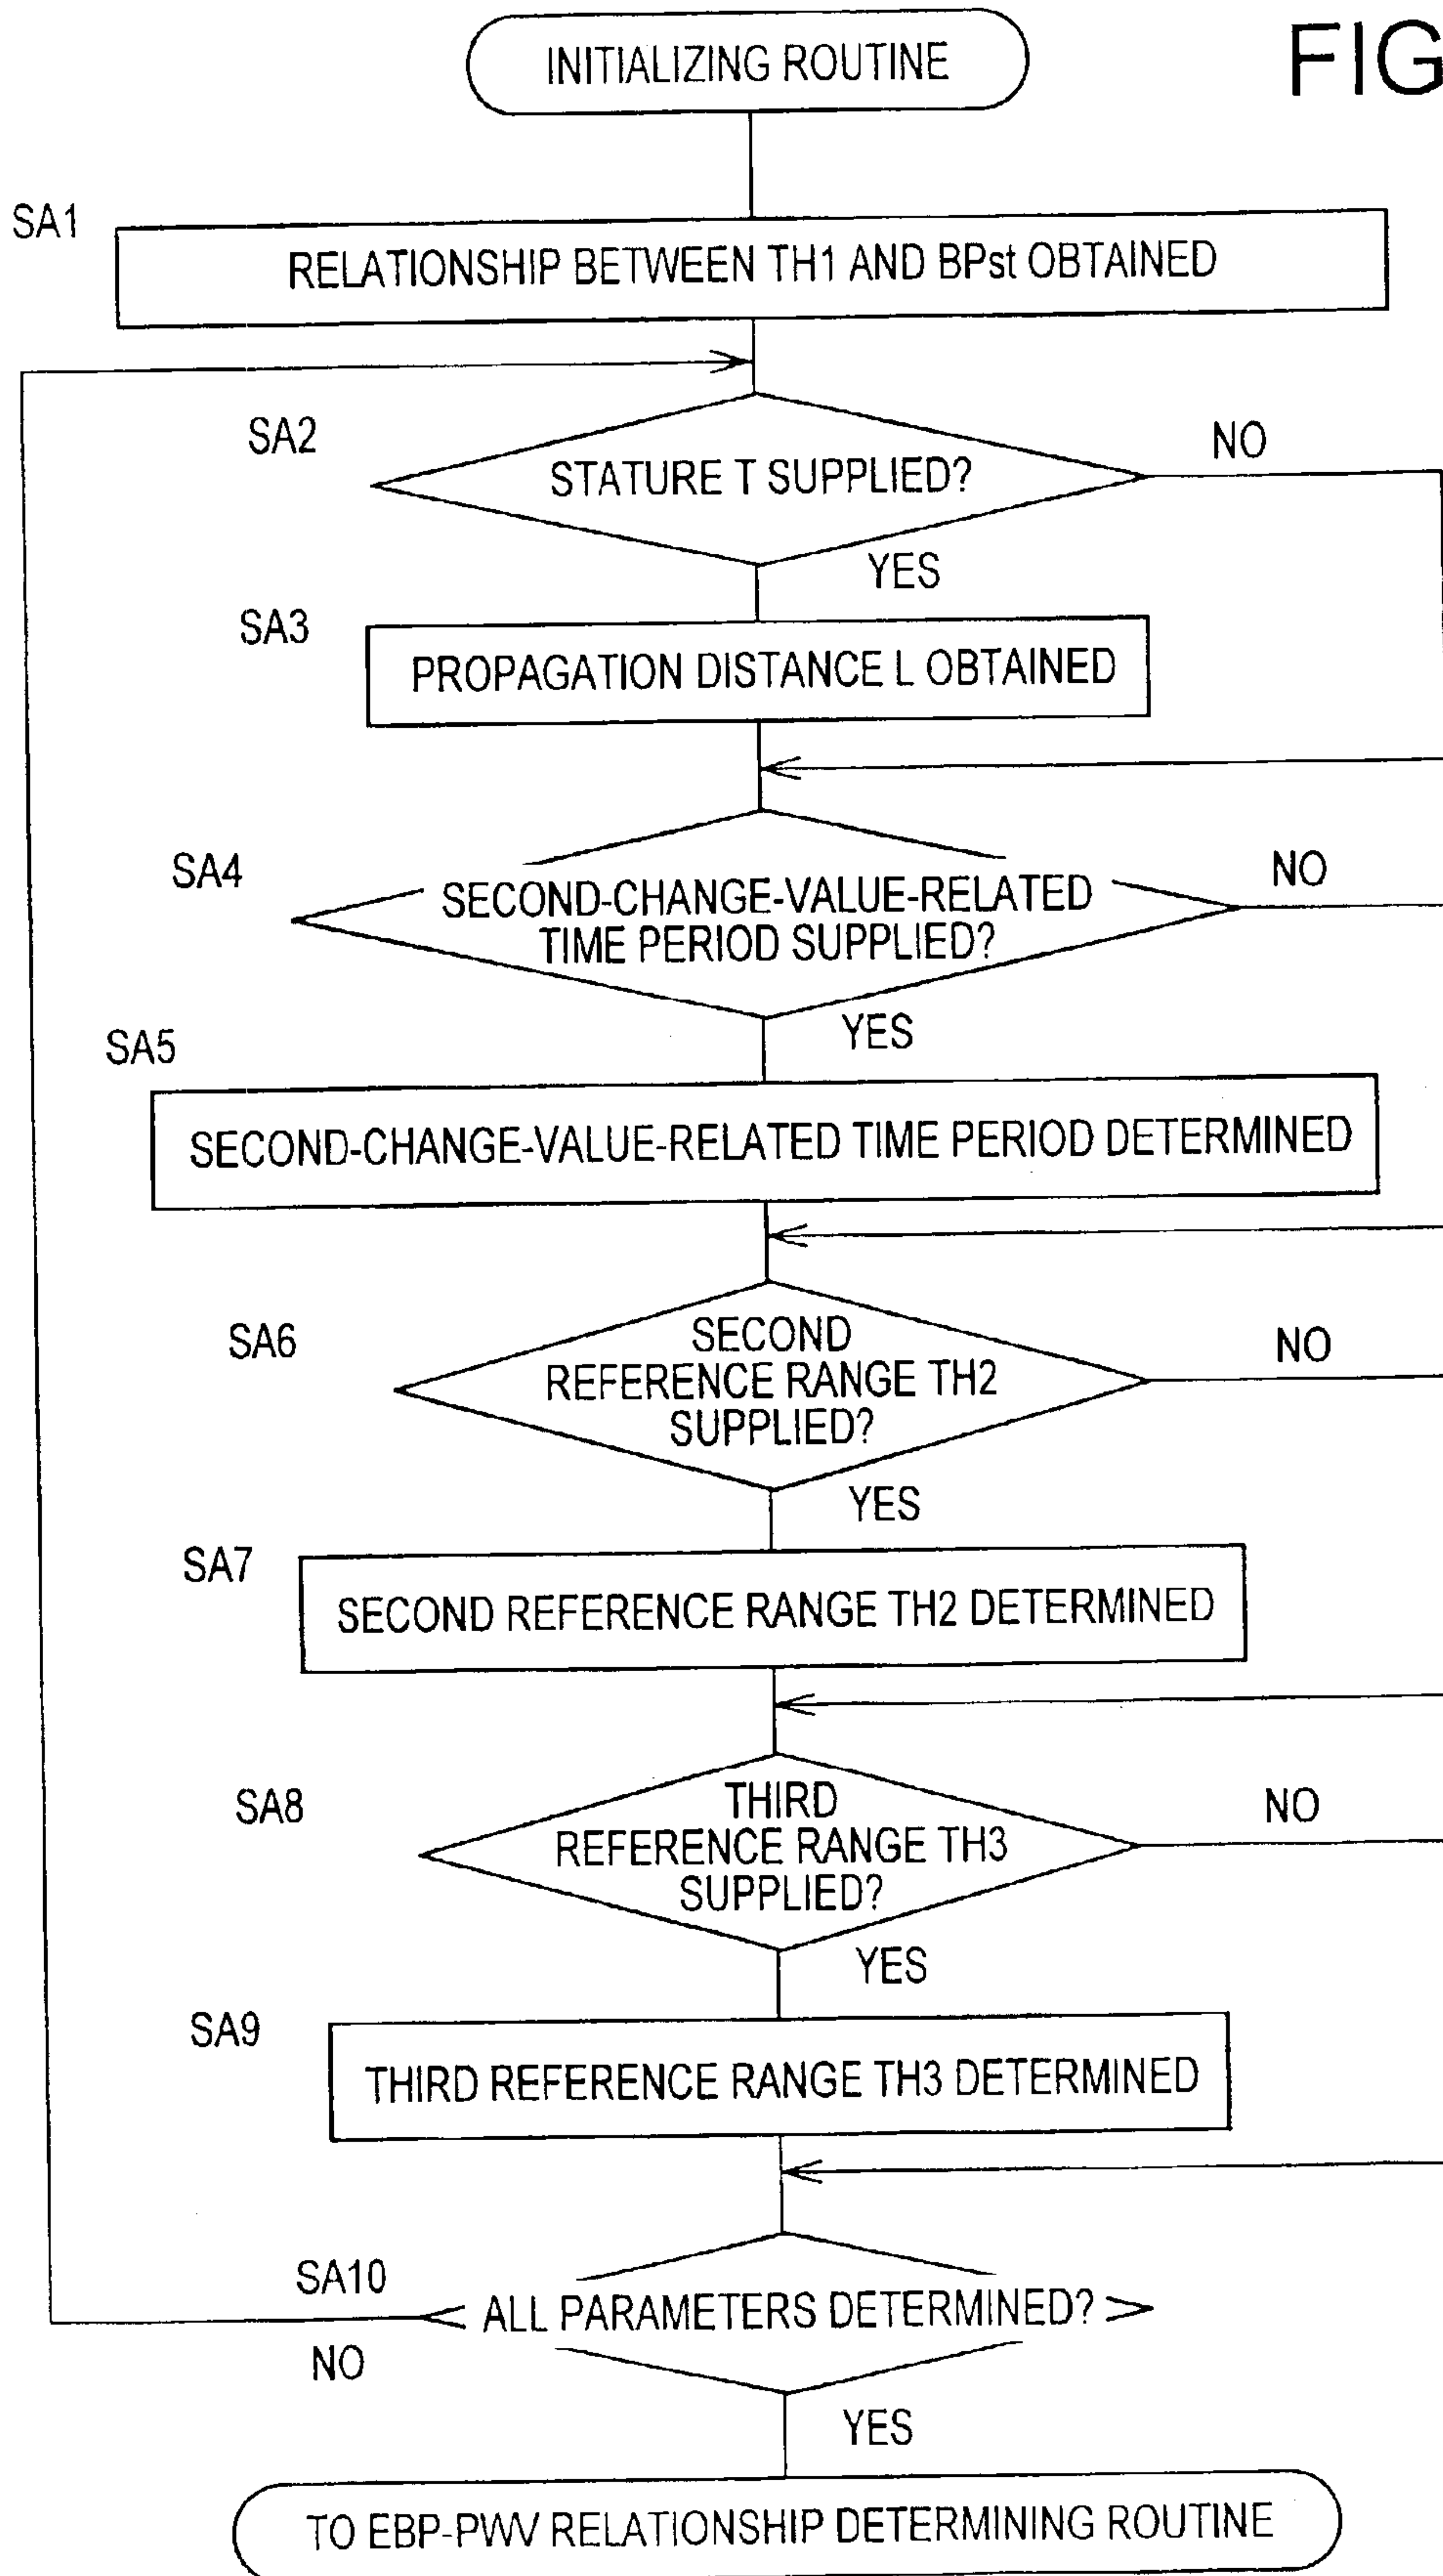 FIG
INITIALIZING ROUTINE
SA1
RELATIONSHIP BETWEEN TH1 AND BPst OBTAINED
SA2
STATURE T SUPPLIED?
NO
YES
SA3
PROPAGATION DISTANCE L OBTAINED
SA4
SECOND-CHANGE-VALUE-RELATED
TIME PERIOD SUPPLIED?
NO
YES
SA5
SECOND-CHANGE-VALUE-RELATED TIME PERIOD DETERMINED
SA6
SECOND
REFERENCE RANGE TH2
SUPPLIED?
NO
YES
SA7
SECOND REFERENCE RANGE TH2 DETERMINED
SA8
THIRD
REFERENCE RANGE TH3
SUPPLIED?
NO
YES
SA9
THIRD REFERENCE RANGE TH3 DETERMINED
SA10
ALL PARAMETERS DETERMINED?
NO
YES
TO EBP-PWV RELATIONSHIP DETERMINING ROUTINE